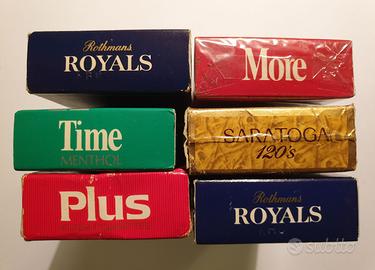 Rothmans
ROYALS
More
Time
MENTHOL
SARATOGA
120's
Plus
Rothmans
ROYALS
subito